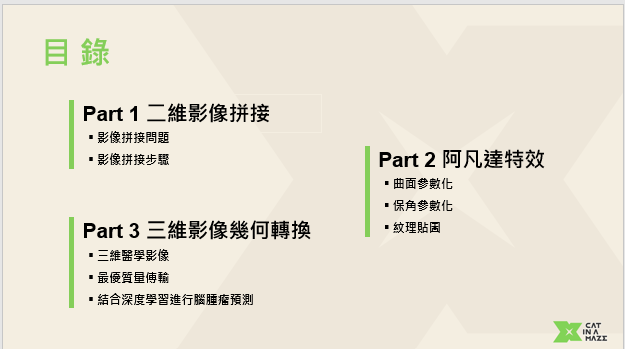 目 錄
Part 1 二維影像拼接
▪ 影像拼接問題
▪ 影像拼接步驟
Part 2 阿凡達特效
▪ 曲面參數化
▪ 保角參數化
▪ 紋理貼圖
Part 3 三維影像幾何轉換
▪ 三維醫學影像
▪ 最優質量傳輸
▪ 結合深度學習進行腦腫瘤預測
CAT
IN A
MAZE